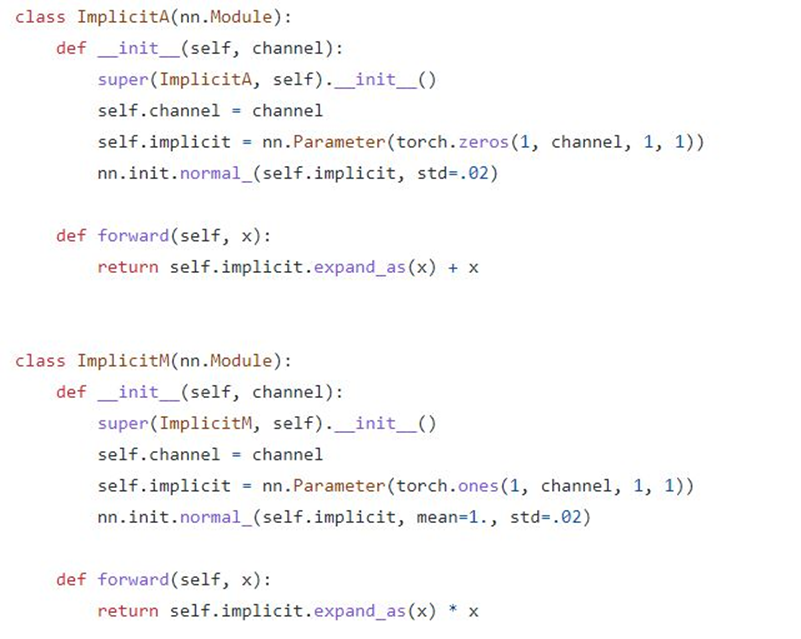 class ImplicitA(nn.Module):
    def __init__(self, channel):
        super(ImplicitA, self).__init__()
        self.channel = channel
        self.implicit = nn.Parameter(torch.zeros(1, channel, 1, 1))
        nn.init.normal_(self.implicit, std=.02)

    def forward(self, x):
        return self.implicit.expand_as(x) + x


class ImplicitM(nn.Module):
    def __init__(self, channel):
        super(ImplicitM, self).__init__()
        self.channel = channel
        self.implicit = nn.Parameter(torch.ones(1, channel, 1, 1))
        nn.init.normal_(self.implicit, mean=1., std=.02)

    def forward(self, x):
        return self.implicit.expand_as(x) * x